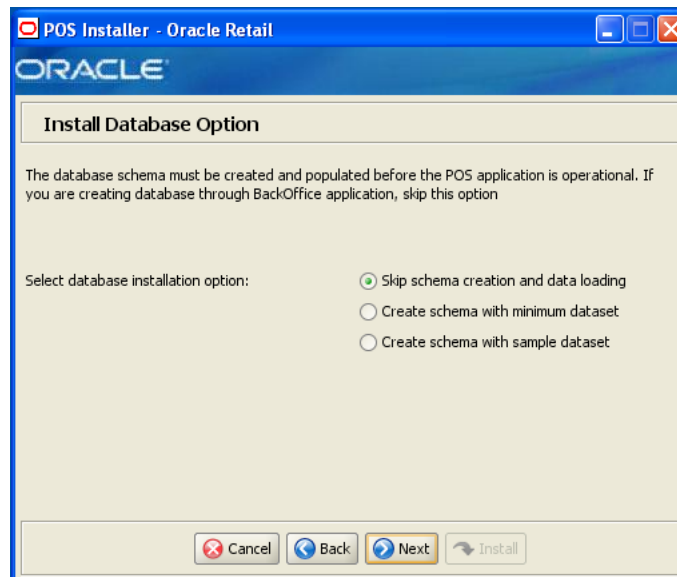 POS Installer - Oracle Retail
ORACLE
Install Database Option
The database schema must be created and populated before the POS application is operational. If
you are creating database through BackOffice application, skip this option
Select database installation option:
Skip schema creation and data loading
Create schema with minimum dataset
Create schema with sample dataset
Cancel
Back
Next
Install